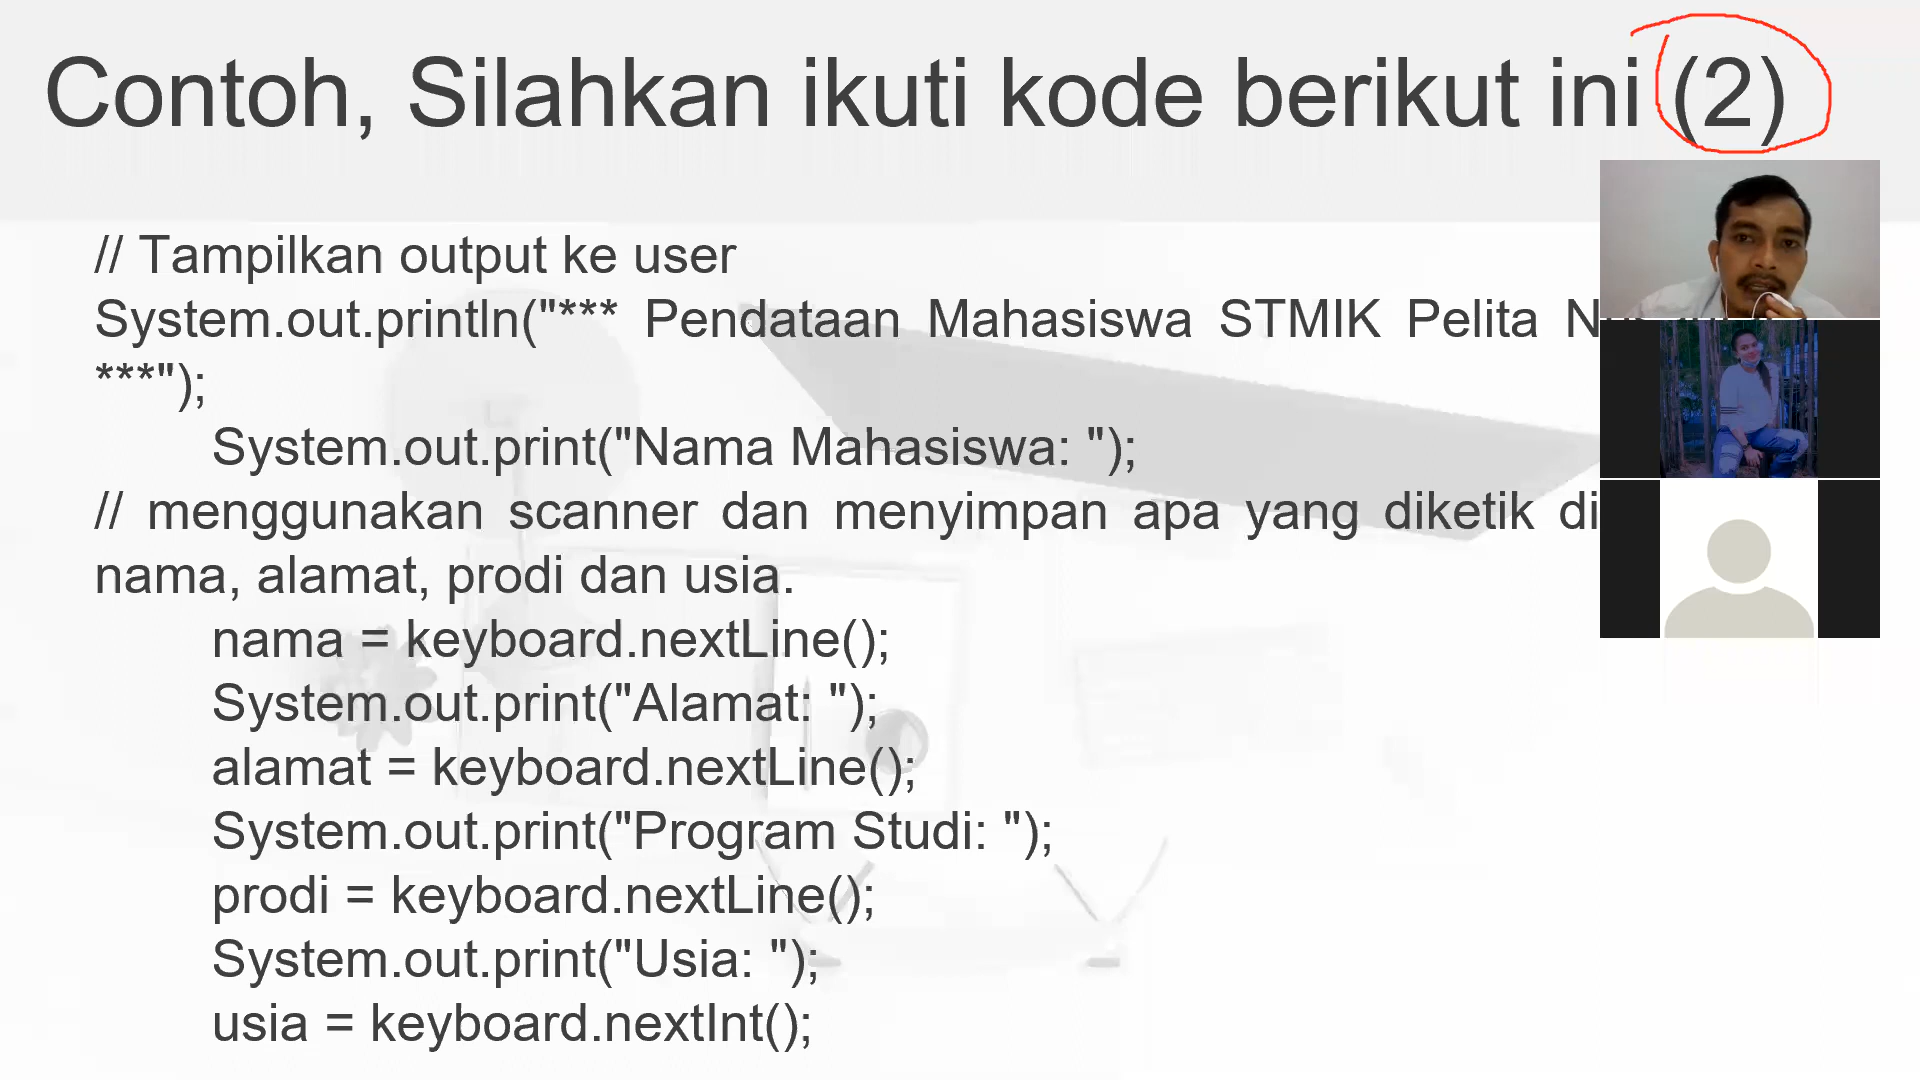 Contoh, Silahkan ikuti kode berikut ini (2)
// Tampilkan output ke user
System.out.println("*** Pendataan Mahasiswa STMIK Pelita
***");
System.out.print("Nama Mahasiswa: ");
// menggunakan scanner dan menyimpan apa yang diketik di
nama, alamat, prodi dan usia.
nama = keyboard.nextLine();
System.out.print("Alamat: ");
alamat = keyboard.nextLine();
System.out.print("Program Studi: ");
prodi = keyboard.nextLine();
System.out.print("Usia: ");
usia = keyboard.nextInt();